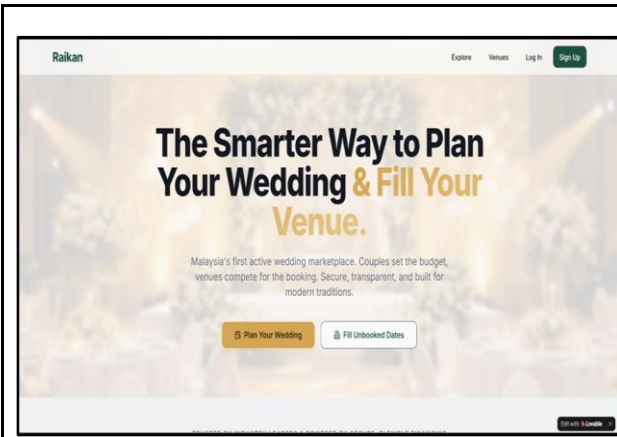 Raikan
Explore Venues Log In Sign Up
The Smarter Way to Plan
Your Wedding & Fill Your
Venue.
Malaysia's first active wedding marketplace. Couples set the budget,
venues compete for the booking. Secure, transparent, and built for
modern traditions.
Plan Your Wedding Fill Unbooked Dates
Edit with Lovable x